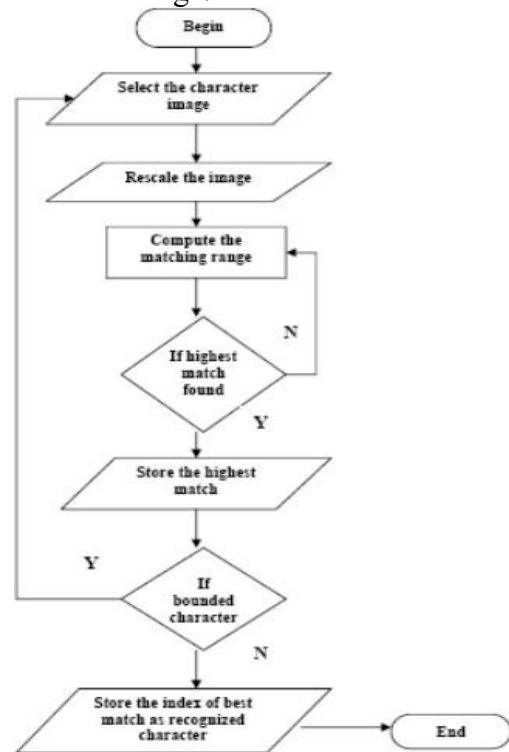 Begin
Select the character
image
Rescale the image
Compute the
matching range
N
If highest
match
found
Y
Store the highest
match
Y
If
bounded
character
N
Store the index of best
match as recognized
character
End